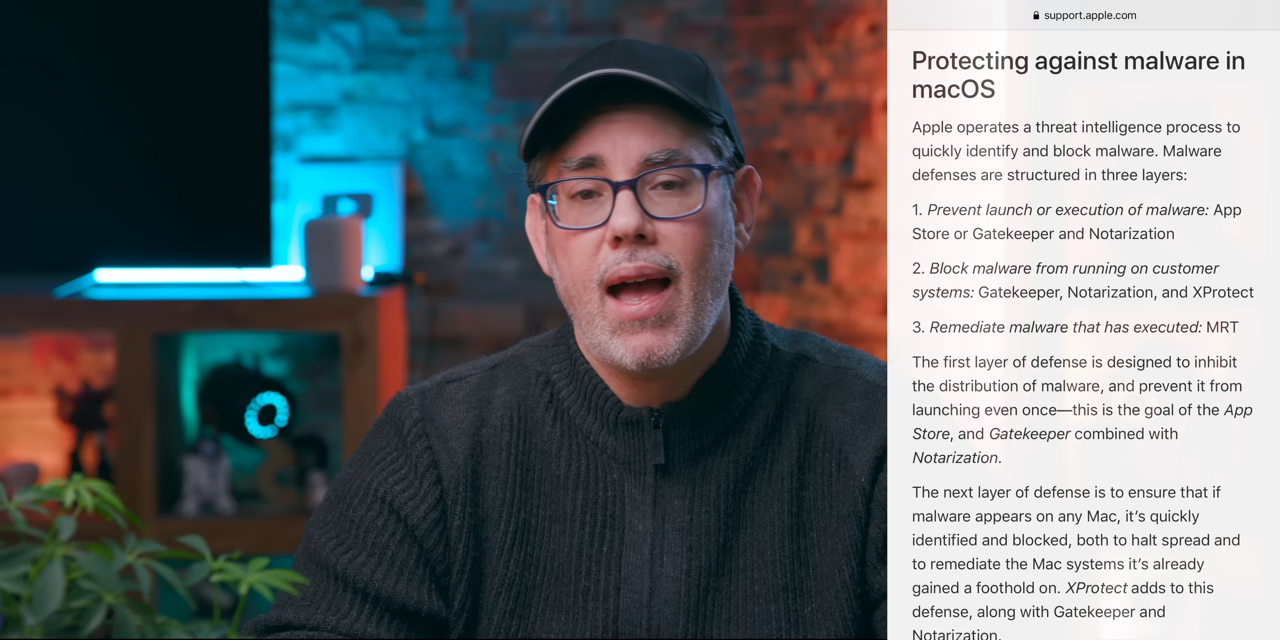 support.apple.com
Protecting against malware in
macOS
Apple operates a threat intelligence process to
quickly identify and block malware. Malware
defenses are structured in three layers:
1. Prevent launch or execution of malware: App
Store or Gatekeeper and Notarization
2. Block malware from running on customer
systems: Gatekeeper, Notarization, and XProtect
3. Remediate malware that has executed: MRT
The first layer of defense is designed to inhibit
the distribution of malware, and prevent it from
launching even once—this is the goal of the App
Store, and Gatekeeper combined with
Notarization.
The next layer of defense is to ensure that if
malware appears on any Mac, it’s quickly
identified and blocked, both to halt spread and
to remediate the Mac systems it’s already
gained a foothold on. XProtect adds to this
defense, along with Gatekeeper and
Notarization.